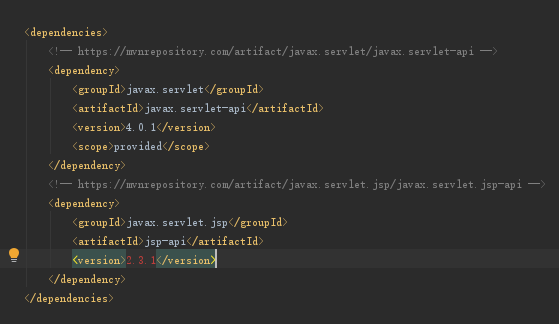 <dependencies>
<!-- https://mvnrepository.com/artifact/javax.servlet/javax.servlet-api -->
<dependency>
<groupId>javax.servlet</groupId>
<artifactId>javax.servlet-api</artifactId>
<version>4.0.1</version>
<scope>provided</scope>
</dependency>
<!-- https://mvnrepository.com/artifact/javax.servlet.jsp/javax.servlet.jsp-api -->
<dependency>
<groupId>javax.servlet.jsp</groupId>
<artifactId>jsp-api</artifactId>
<version>2.3.1</version>
</dependency>
</dependencies>